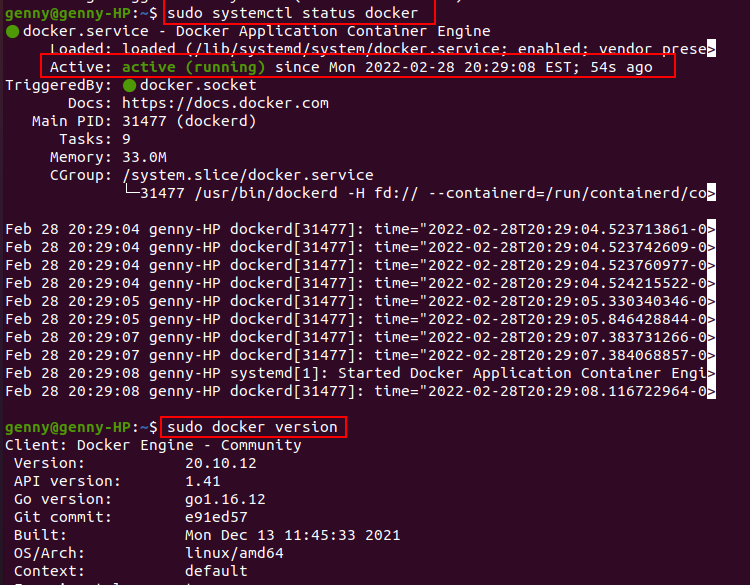 genny@genny-HP:~$ sudo systemctl status docker
docker.service - Docker Application Container Engine
Loaded: loaded (/lib/systemd/system/docker.service; enabled; vendor prese>
Active: active (running) since Mon 2022-02-28 20:29:08 EST; 54s ago
TriggeredBy: docker.socket
Docs: https://docs.docker.com
Main PID: 31477 (dockerd)
Tasks: 9
Memory: 33.0M
CGroup: /system.slice/docker.service
└─31477 /usr/bin/dockerd -H fd:// --containerd=/run/containerd/co>
Feb 28 20:29:04 genny-HP dockerd[31477]: time="2022-02-28T20:29:04.523713861-0>
Feb 28 20:29:04 genny-HP dockerd[31477]: time="2022-02-28T20:29:04.523742609-0>
Feb 28 20:29:04 genny-HP dockerd[31477]: time="2022-02-28T20:29:04.523760977-0>
Feb 28 20:29:04 genny-HP dockerd[31477]: time="2022-02-28T20:29:04.524215522-0>
Feb 28 20:29:05 genny-HP dockerd[31477]: time="2022-02-28T20:29:05.330340346-0>
Feb 28 20:29:05 genny-HP dockerd[31477]: time="2022-02-28T20:29:05.846428844-0>
Feb 28 20:29:07 genny-HP dockerd[31477]: time="2022-02-28T20:29:07.383731266-0>
Feb 28 20:29:07 genny-HP dockerd[31477]: time="2022-02-28T20:29:07.384068857-0>
Feb 28 20:29:08 genny-HP systemd[1]: Started Docker Application Container Engi>
Feb 28 20:29:08 genny-HP dockerd[31477]: time="2022-02-28T20:29:08.116722964-0>
genny@genny-HP:~$ sudo docker version
Client: Docker Engine - Community
Version: 20.10.12
API version: 1.41
Go version: go1.16.12
Git commit: e91ed57
Built: Mon Dec 13 11:45:33 2021
OS/Arch: linux/amd64
Context: default